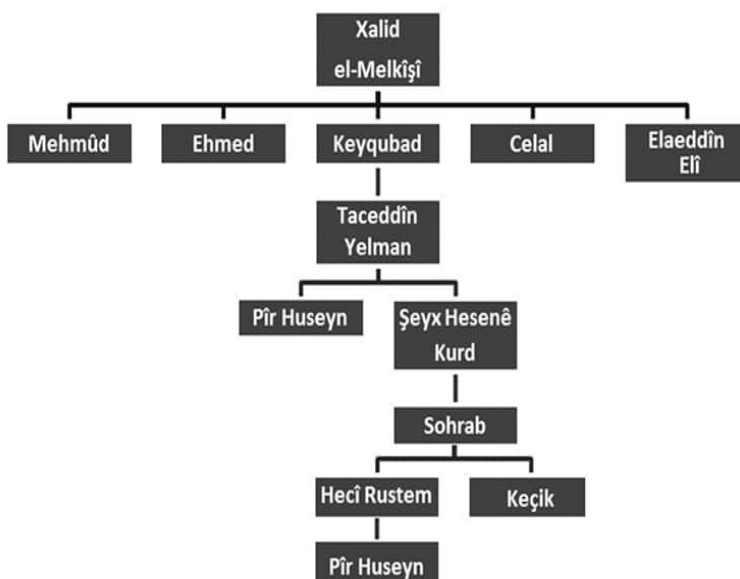 Xalid
el-Melkîşî
Mehmûd
Ehmed
Keyqubad
Celal
Elaeddîn
Elî
Taceddîn
Yelman
Pîr Huseyn
Şeyx Hesenê
Kurd
Sohrab
Hecî Rustem
Keçik
Pîr Huseyn